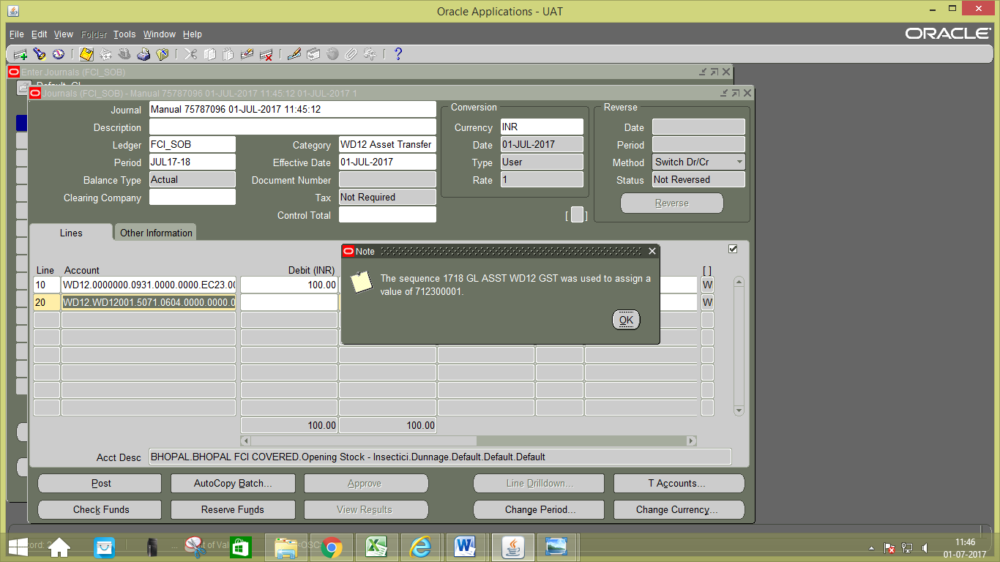 Oracle Applications - UAT
File Edit View Folder Tools Window Help
ORACLE
Enter Journals (FCI_SOB)
Journals (FCI_SOB) - Manual 75787096 01-JUL-2017 11:45:12 01-JUL-2017 1
Journal Manual 75787096 01-JUL-2017 11:45:12
Description
Ledger FCI_SOB Category WD12 Asset Transfer
Period JUL17-18 Effective Date 01-JUL-2017
Balance Type Actual Document Number
Clearing Company Tax Not Required
Control Total
Conversion
Currency INR
Date 01-JUL-2017
Type User
Rate 1
Reverse
Date
Period
Method Switch Dr/Cr
Status Not Reversed
Reverse
[ ]
Lines Other Information
Line Account Debit (INR) [ ]
10 WD12.0000000.0931.0000.0000.EC23.00 100.00 W
20 WD12.WD12001.5071.0604.0000.0000.0 W
100.00 100.00
Note
The sequence 1718 GL ASST WD12 GST was used to assign a
value of 712300001.
OK
Acct Desc BHOPAL.BHOPAL FCI COVERED.Opening Stock - Insectici.Dunnage.Default.Default.Default
Post AutoCopy Batch... Approve Line Drilldown... T Accounts...
Check Funds Reserve Funds View Results Change Period... Change Currency...
11:46
01-07-2017